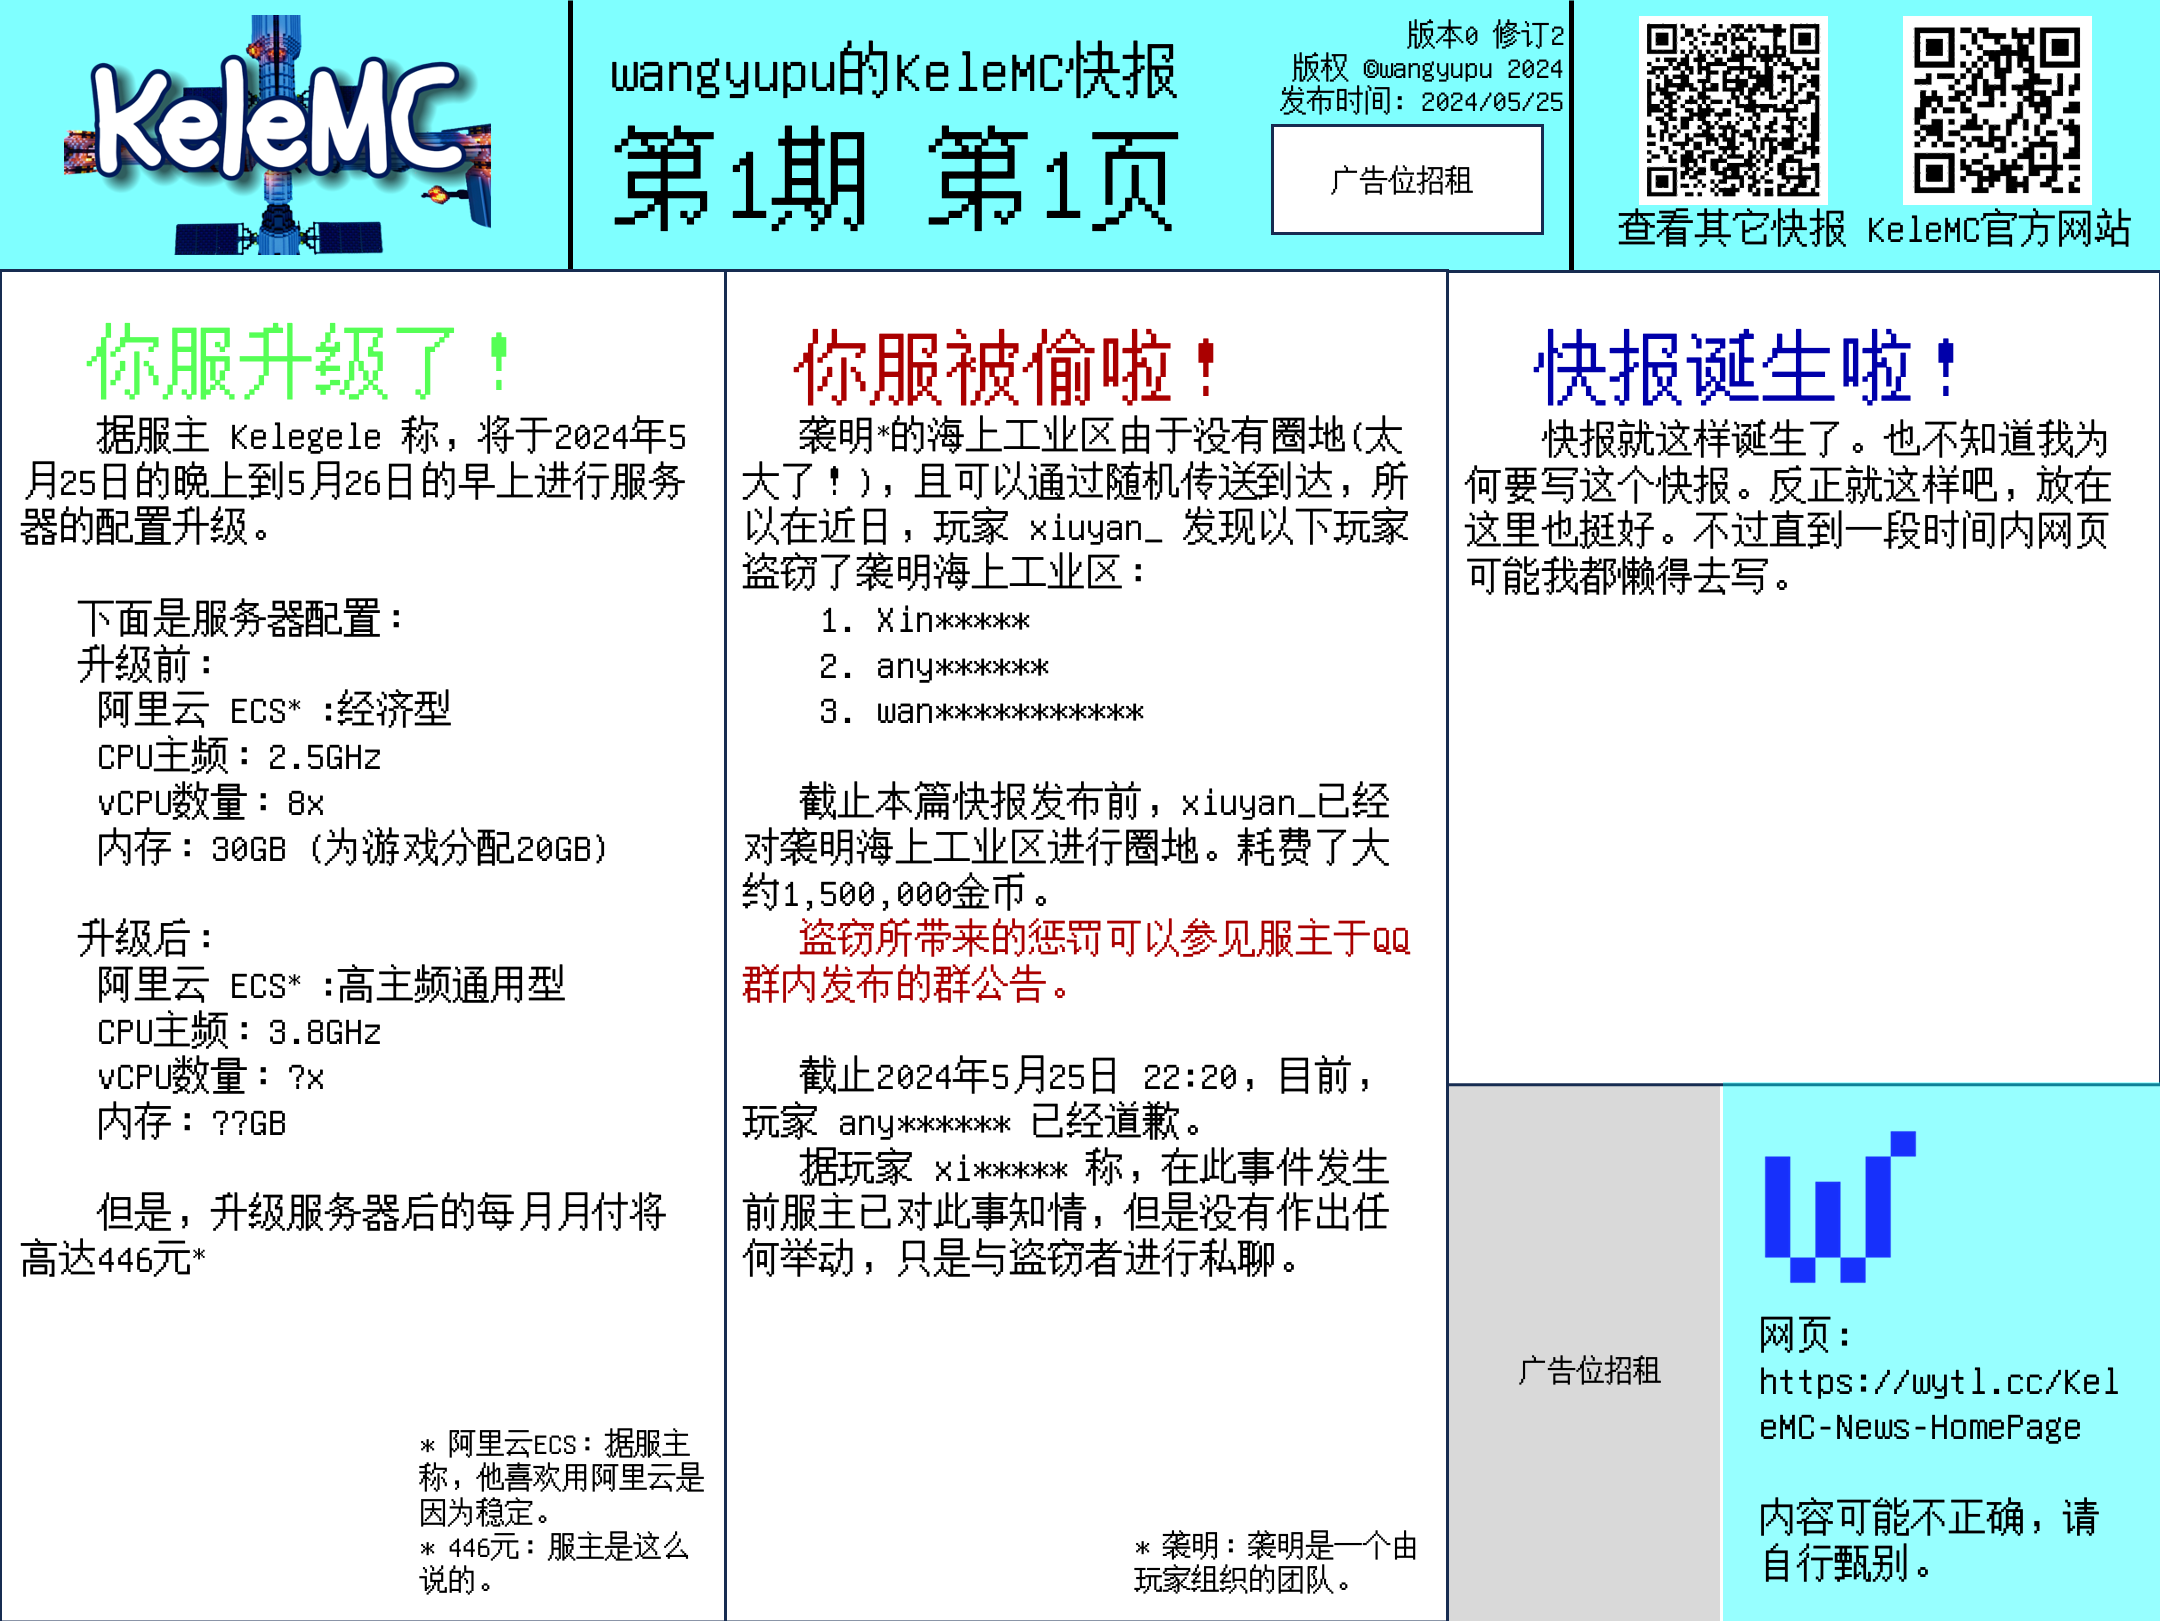 KeleMC
wangyupu的KeleMC快报
第1期 第1页
版本0 修订2
版权 ©wangyupu 2024
发布时间：2024/05/25
广告位招租
查看其它快报 KeleMC官方网站
你服升级了！
据服主 Kelegele 称，将于2024年5
月25日的晚上到5月26日的早上进行服务
器的配置升级。
下面是服务器配置：
升级前：
阿里云 ECS* :经济型
CPU主频：2.5GHz
vCPU数量：8x
内存：30GB (为游戏分配20GB)
升级后：
阿里云 ECS* :高主频通用型
CPU主频：3.8GHz
vCPU数量：?x
内存：??GB
但是，升级服务器后的每月月付将
高达446元*
* 阿里云ECS：据服主
称，他喜欢用阿里云是
因为稳定。
* 446元：服主是这么
说的。
你服被偷啦！
袭明*的海上工业区由于没有圈地(太
大了！)，且可以通过随机传送到达，所
以在近日，玩家 xiuyan_ 发现以下玩家
盗窃了袭明海上工业区：
1. Xin*****
2. any******
3. wan***********
截止本篇快报发布前，xiuyan_已经
对袭明海上工业区进行圈地。耗费了大
约1,500,000金币。
盗窃所带来的惩罚可以参见服主于QQ
群内发布的群公告。
截止2024年5月25日 22:20，目前，
玩家 any****** 已经道歉。
据玩家 xi***** 称，在此事件发生
前服主已对此事知情，但是没有作出任
何举动，只是与盗窃者进行私聊。
* 袭明：袭明是一个由
玩家组织的团队。
快报诞生啦！
快报就这样诞生了。也不知道我为
何要写这个快报。反正就这样吧，放在
这里也挺好。不过直到一段时间内网页
可能我都懒得去写。
广告位招租
网页：
https://wytl.cc/Kel
eMC-News-HomePage
内容可能不正确，请
自行甄别。